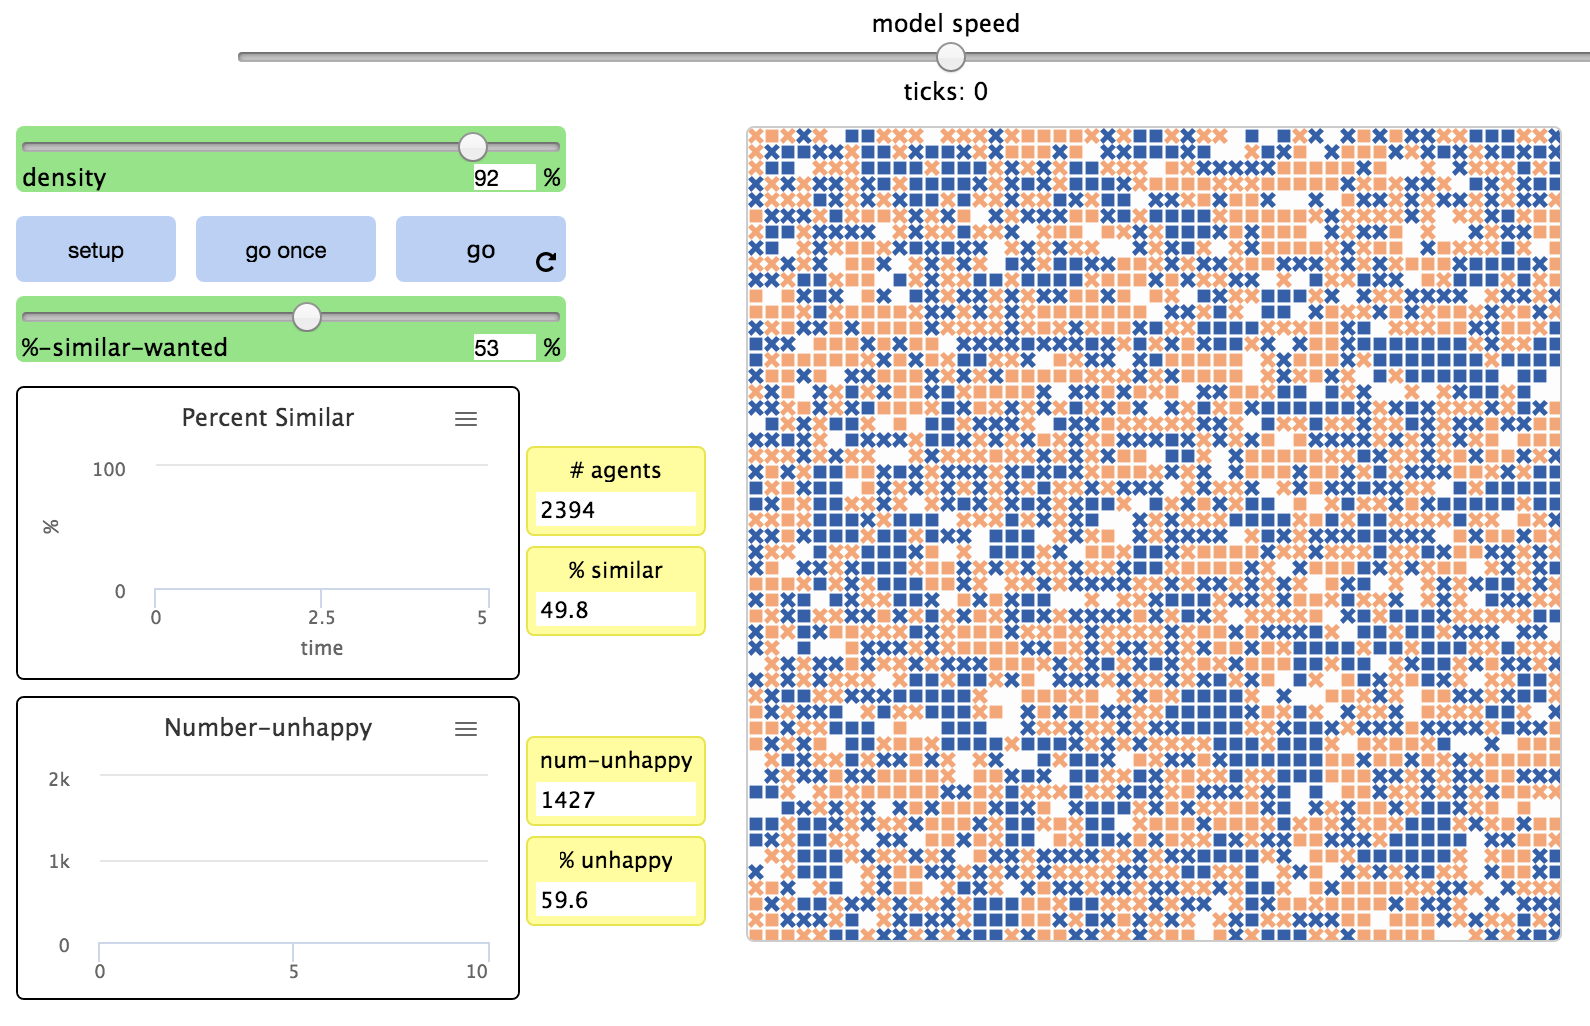 model speed
ticks: 0
density
92 %
setup
go once
go
%-similar-wanted
53 %
Percent Similar
100
%
0
0 2.5 5
time
# agents
2394
% similar
49.8
Number-unhappy
2k
1k
0
0 5 10
num-unhappy
1427
% unhappy
59.6